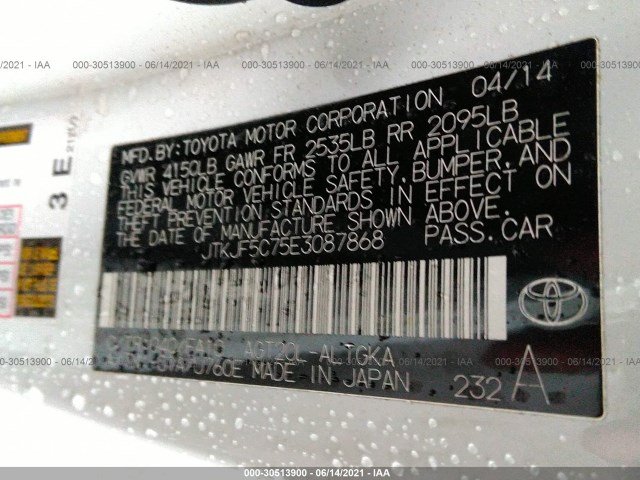 000-30513900 - 06/14/2021 - IAA
MFD.BY:TOYOTA MOTOR CORPORATION 04/14
GVWR 4150LB GAWR FR 2535LB RR 2095LB
THIS VEHICLE CONFORMS TO ALL APPLICABLE
FEDERAL MOTOR VEHICLE SAFETY,BUMPER,AND
THEFT PREVENTION STANDARDS IN EFFECT ON
THE DATE OF MANUFACTURE SHOWN ABOVE.
JTKJF5C75E3087868 PASS.CAR
AGT20L-ALTGKA
MADE IN JAPAN 232 A
3 E
000-30513900 - 06/14/2021 - IAA